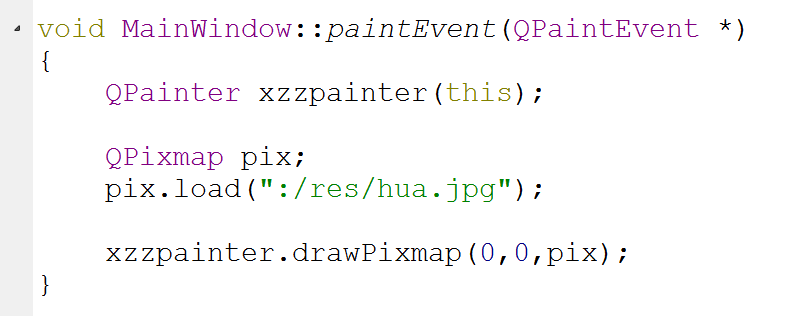 void MainWindow::paintEvent(QPaintEvent *)
{
    QPainter xzzpainter(this);
    QPixmap pix;
    pix.load(":/res/hua.jpg");
    xzzpainter.drawPixmap(0,0,pix);
}